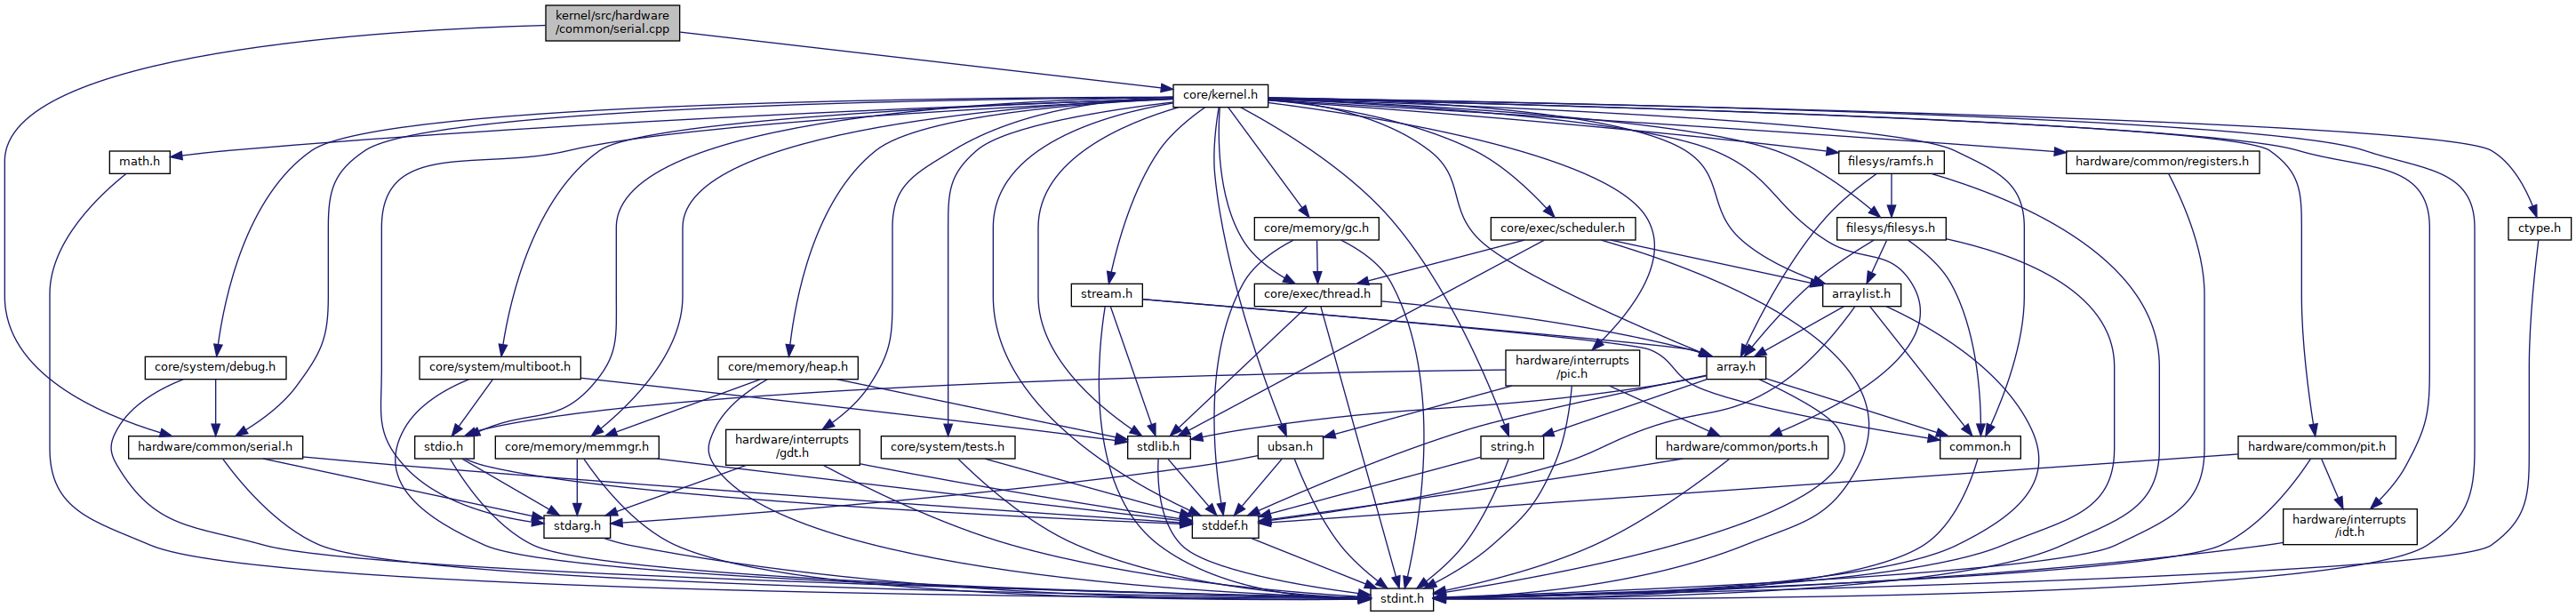 kernel/src/hardware
/common/serial.cpp
core/kernel.h
math.h
filesys/ramfs.h
hardware/common/registers.h
core/memory/gc.h
core/exec/scheduler.h
filesys/filesys.h
ctype.h
stream.h
core/exec/thread.h
arraylist.h
core/system/debug.h
core/system/multiboot.h
core/memory/heap.h
hardware/interrupts
/pic.h
array.h
hardware/common/serial.h
stdio.h
core/memory/memmgr.h
hardware/interrupts
/gdt.h
core/system/tests.h
stdlib.h
ubsan.h
string.h
hardware/common/ports.h
common.h
hardware/common/pit.h
stdarg.h
stddef.h
hardware/interrupts
/idt.h
stdint.h